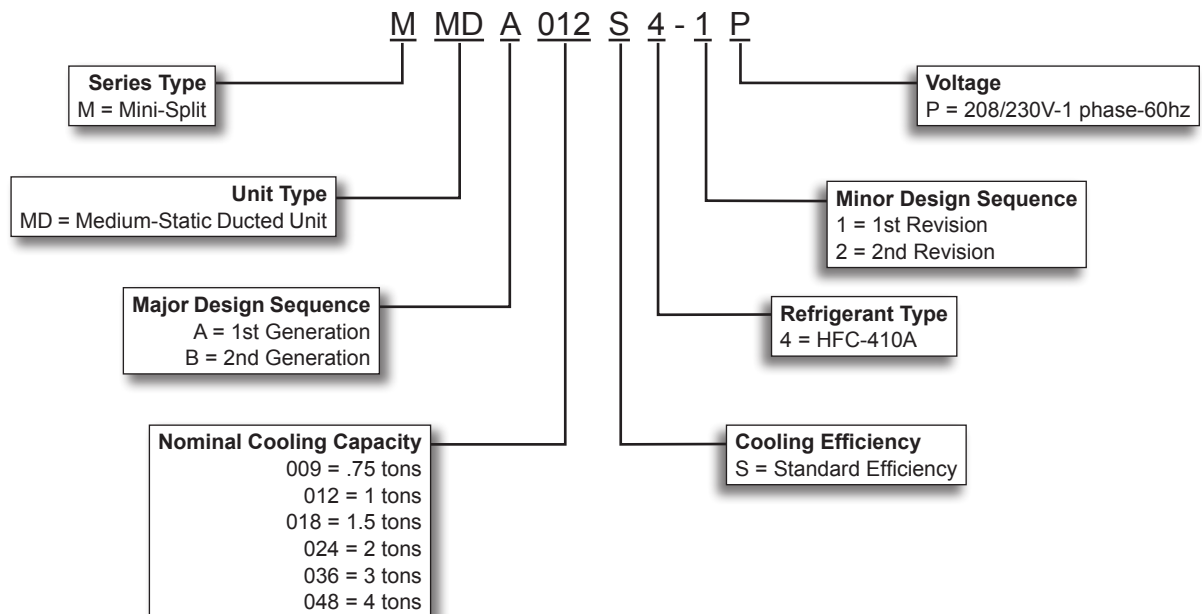 M MD A 012 S 4 - 1 P
Series Type
M = Mini-Split
Voltage
P = 208/230V-1 phase-60hz
Unit Type
MD = Medium-Static Ducted Unit
Minor Design Sequence
1 = 1st Revision
2 = 2nd Revision
Major Design Sequence
A = 1st Generation
B = 2nd Generation
Refrigerant Type
4 = HFC-410A
Nominal Cooling Capacity
009 = .75 tons
012 = 1 tons
018 = 1.5 tons
024 = 2 tons
036 = 3 tons
048 = 4 tons
Cooling Efficiency
S = Standard Efficiency